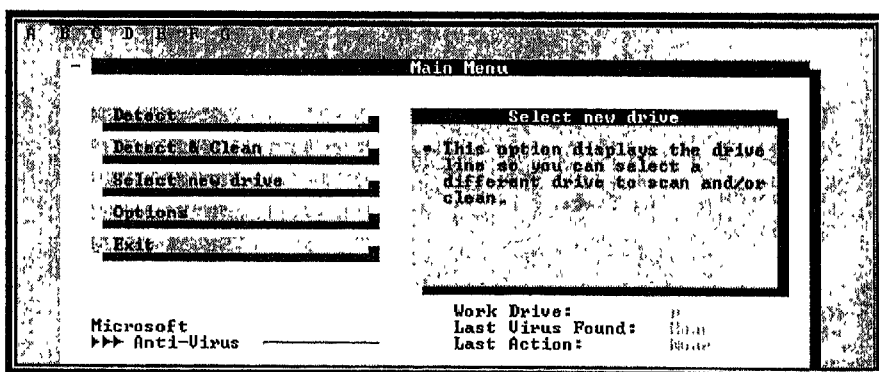 A B C D E F G
Main Menu
Detect
Detect & Clean
Select new drive
Options
Exit
Select new drive
• This option displays the drive
line so you can select a
different drive to scan and/or
clean.
Microsoft
▶▶▶ Anti-Virus
Work Drive:
Last Virus Found:
Last Action: